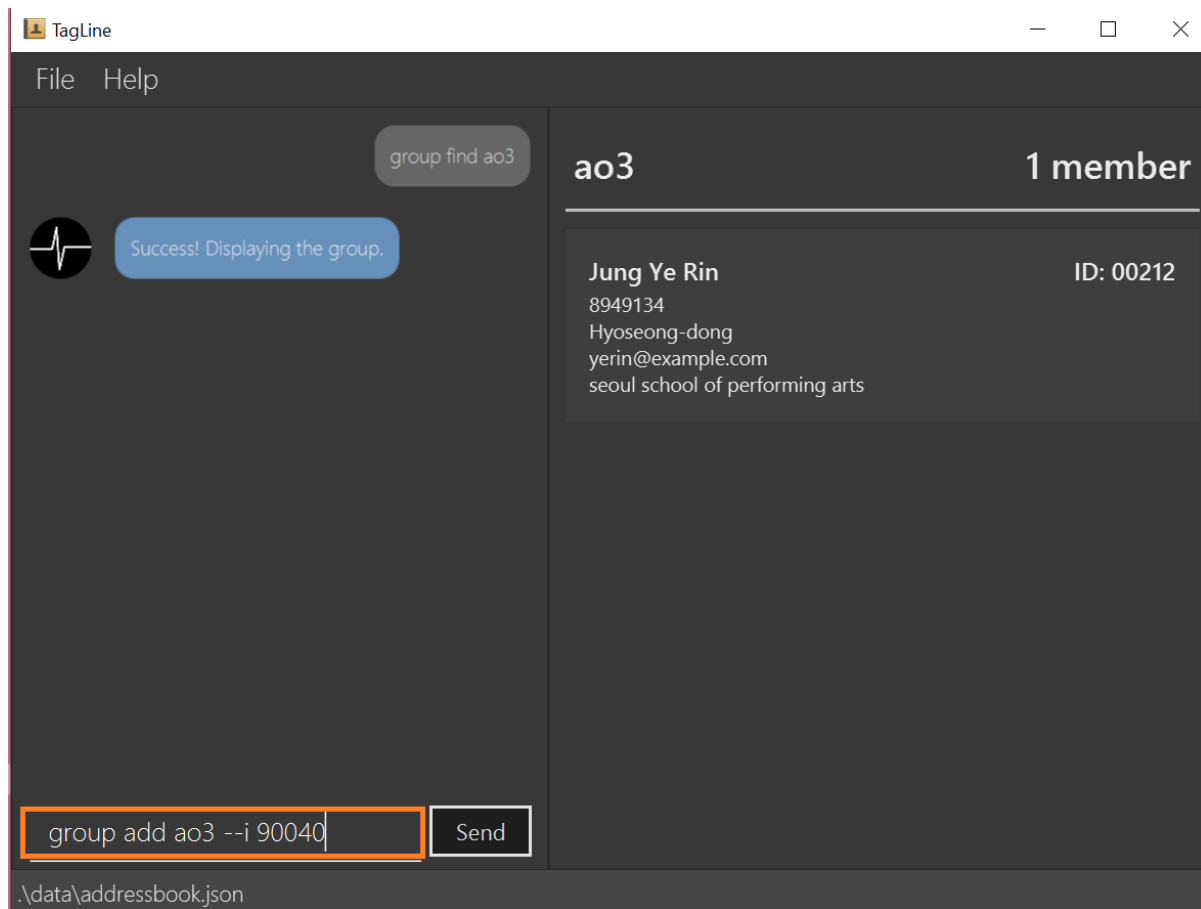 TagLine
File Help
group find ao3
Success! Displaying the group.
ao3 1 member
Jung Ye Rin ID: 00212
8949134
Hyoseong-dong
yerin@example.com
seoul school of performing arts
group add ao3 --i 90040 Send
.\data\addressbook.json